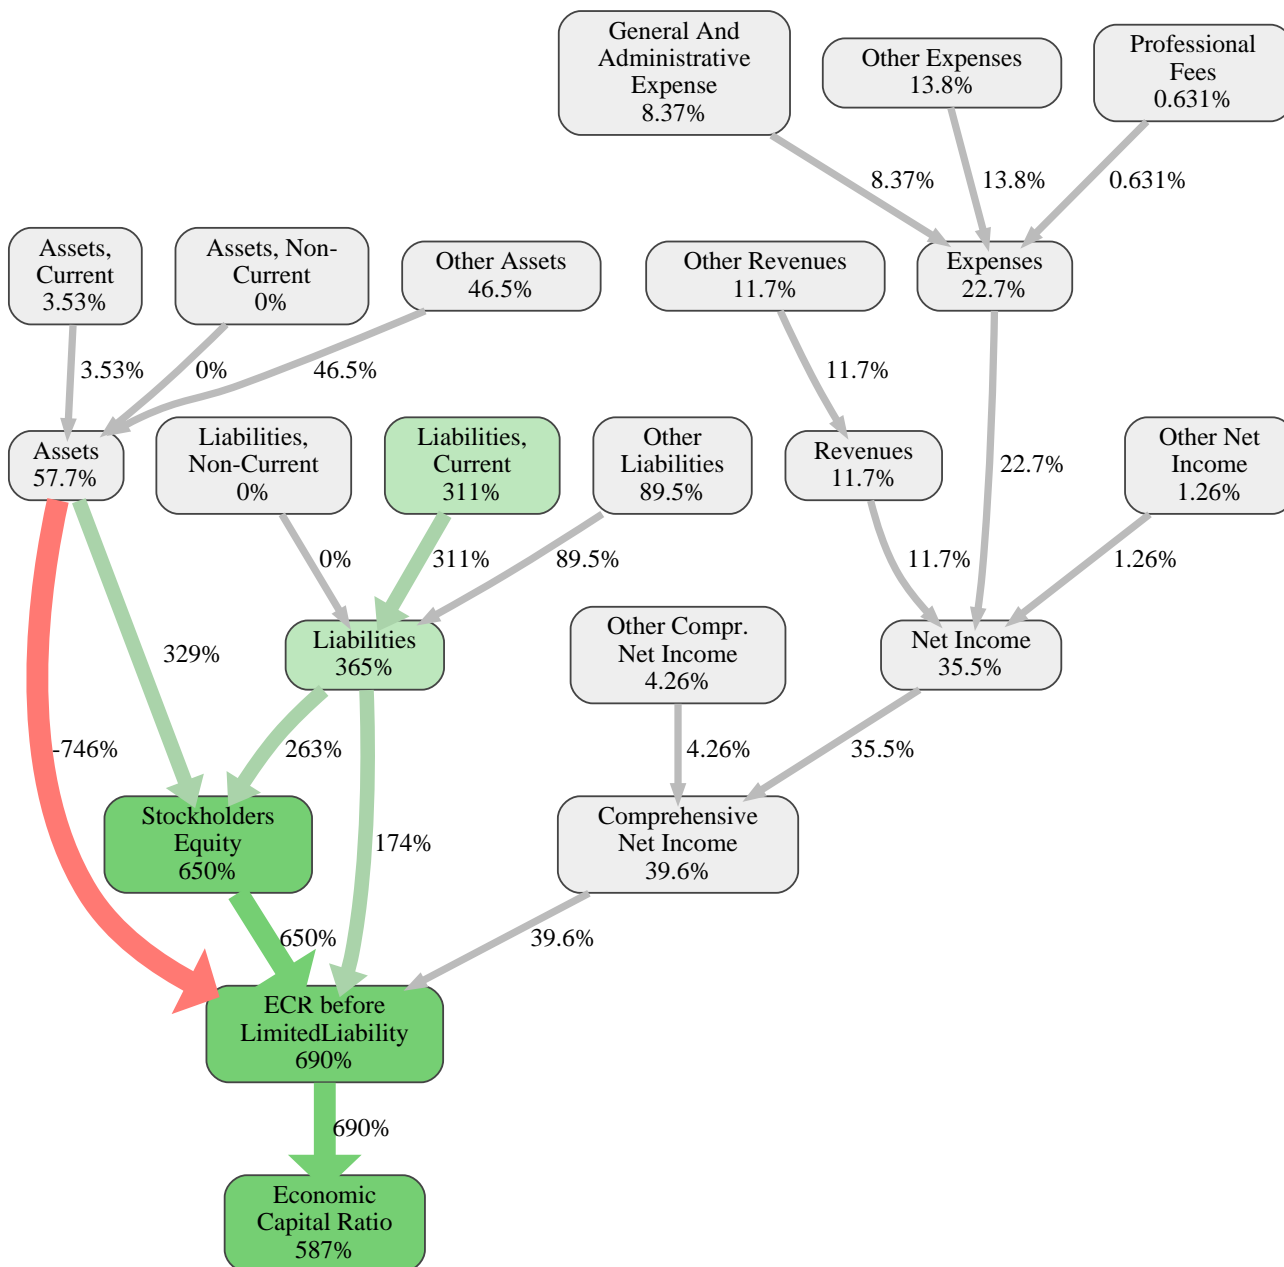 General And
Administrative
Expense
8.37%
Other Expenses
13.8%
Professional
Fees
0.631%
8.37%
13.8%
0.631%
Assets,
Current
3.53%
Assets, Non-
Current
0%
Other Assets
46.5%
Other Revenues
11.7%
Expenses
22.7%
3.53%
0%
46.5%
11.7%
Assets
57.7%
Liabilities,
Non-Current
0%
Liabilities,
Current
311%
Other
Liabilities
89.5%
Revenues
11.7%
22.7%
Other Net
Income
1.26%
0%
311%
89.5%
11.7%
1.26%
329%
Liabilities
365%
Other Compr.
Net Income
4.26%
Net Income
35.5%
-746%
263%
4.26%
35.5%
Stockholders
Equity
650%
174%
Comprehensive
Net Income
39.6%
650%
39.6%
ECR before
LimitedLiability
690%
690%
Economic
Capital Ratio
587%